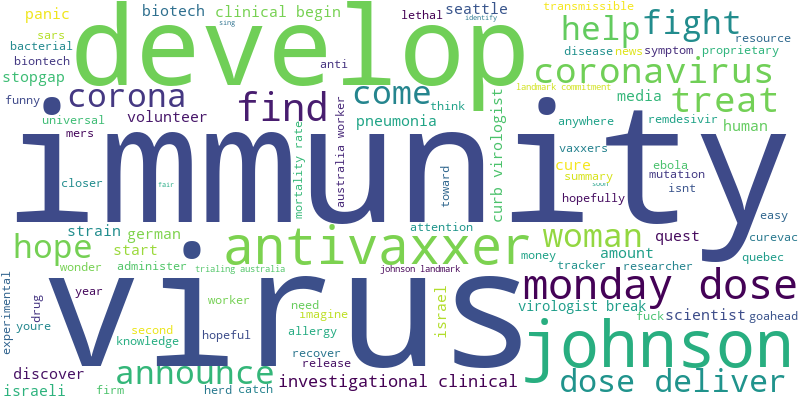 panic
biotech
clinical begin
lethal
seattle
transmissible
sars
sing
identify
bacterial
develop
help
fight
resource
biontech
anti
disease
news
symptom
proprietary
stopgap
coronavirus
funny
corona
find
come
media
treat
landmark commitment
universal
volunteer
think
mers
pneumonia
anywhere
remdesivir
human
immunity
mortality rate
australia worker
curb virologist
vaxxers
cure
ebola
closer
fair
toward
summary
soon
mutation
isnt
hopefully
easy
strain
german
attention
hope
start
antivaxxer
woman
quest
curevac
amount
quebec
wonder
administer
trialing australia
johnson landmark
money
tracker
researcher
virus
monday dose
experimental
drug
year
worker
need
israel
virologist break
imagine
fuck
scientist
goahead
youre
second
hopeful
allergy
johnson
knowledge
recover
discover
announce
release
investigational clinical
dose deliver
israeli
firm
herd
catch